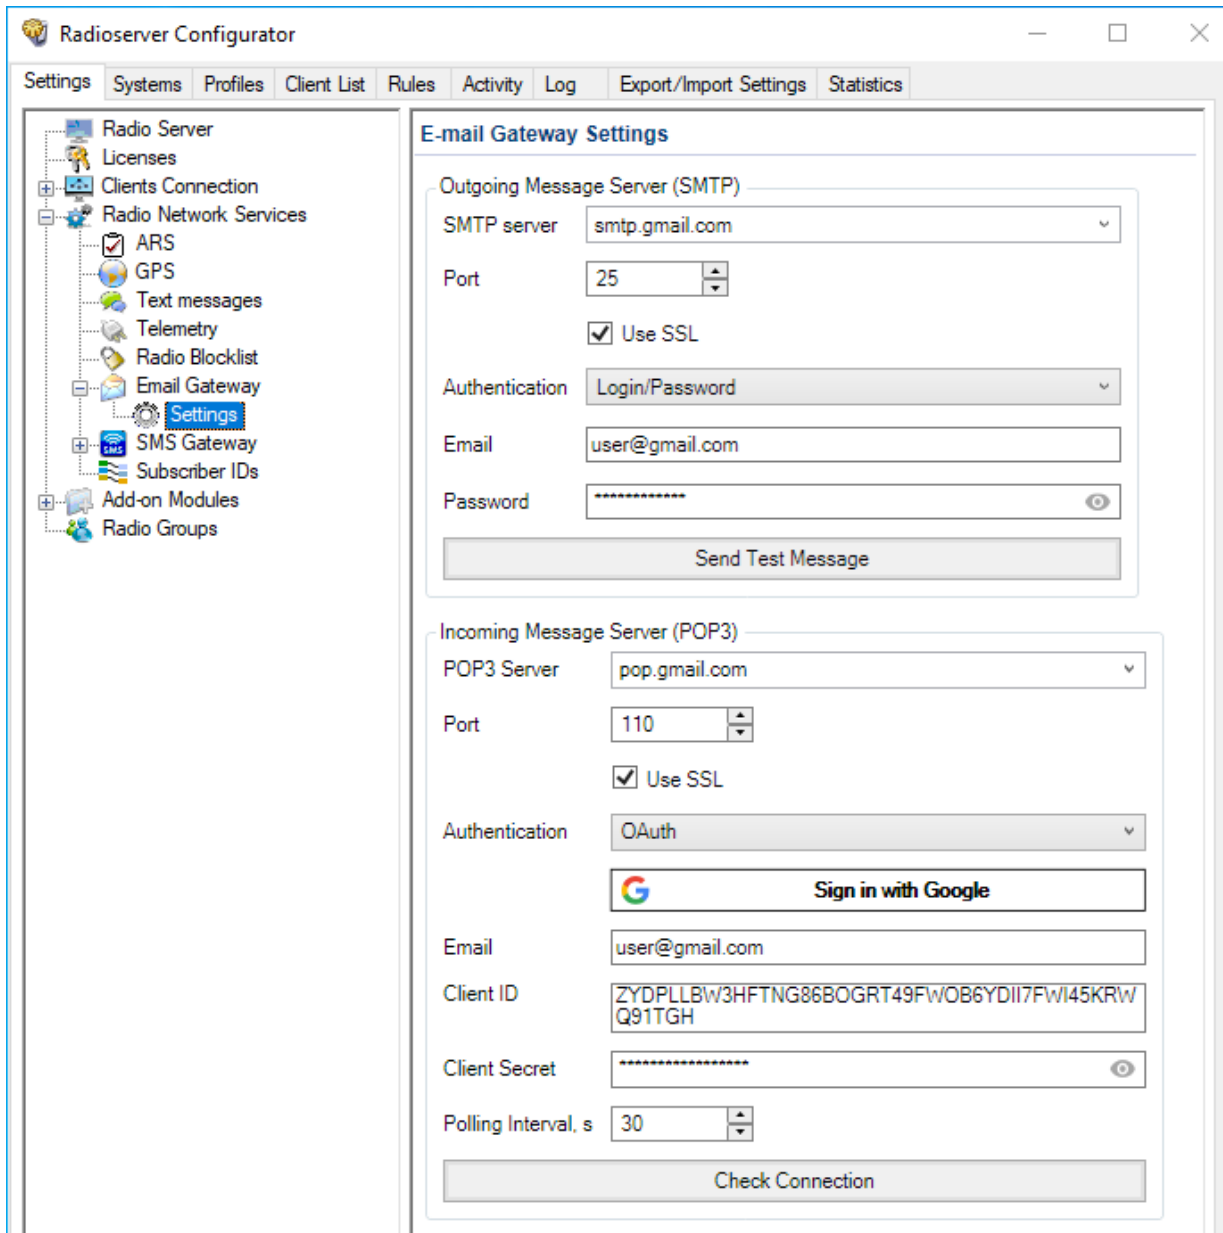 Radioserver Configurator
Settings Systems Profiles Client List Rules Activity Log Export/Import Settings Statistics
Radio Server
Licenses
Clients Connection
Radio Network Services
ARS
GPS
Text messages
Telemetry
Radio Blocklist
Email Gateway
Settings
SMS
SMS Gateway
Subscriber IDs
Add-on Modules
Radio Groups
E-mail Gateway Settings
Outgoing Message Server (SMTP)
SMTP server smtp.gmail.com
Port 25
Use SSL
Authentication Login/Password
Email user@gmail.com
Password ************
Send Test Message
Incoming Message Server (POP3)
POP3 Server pop.gmail.com
Port 110
Use SSL
Authentication OAuth
G Sign in with Google
Email user@gmail.com
Client ID ZYDPLLBW3HFTNG86BOGRT49FWOB6YDII7FWI45KRW
Q91TGH
Client Secret *****************
Polling Interval, s 30
Check Connection